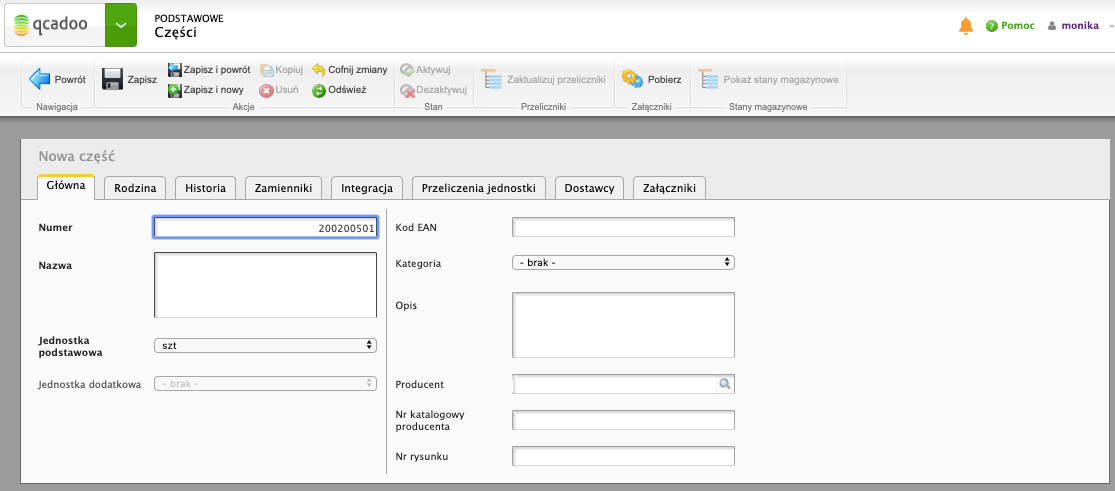 qcadoo
PODSTAWOWE
Części
Pomoc
monika
Powrót
Nawigacja
Zapisz
Zapisz i powrót
Kopiuj
Cofnij zmiany
Zapisz i nowy
Usuń
Odśwież
Akcje
Aktywuj
Dezaktywuj
Stan
Zaktualizuj przeliczniki
Przeliczniki
Pobierz
Załączniki
Pokaż stany magazynowe
Stany magazynowe
Nowa część
Główna
Rodzina
Historia
Zamienniki
Integracja
Przeliczenia jednostki
Dostawcy
Załączniki
Numer
200200501
Nazwa
Jednostka
podstawowa
szt
Jednostka dodatkowa
- brak -
Kod EAN
Kategoria
- brak -
Opis
Producent
Nr katalogowy
producenta
Nr rysunku